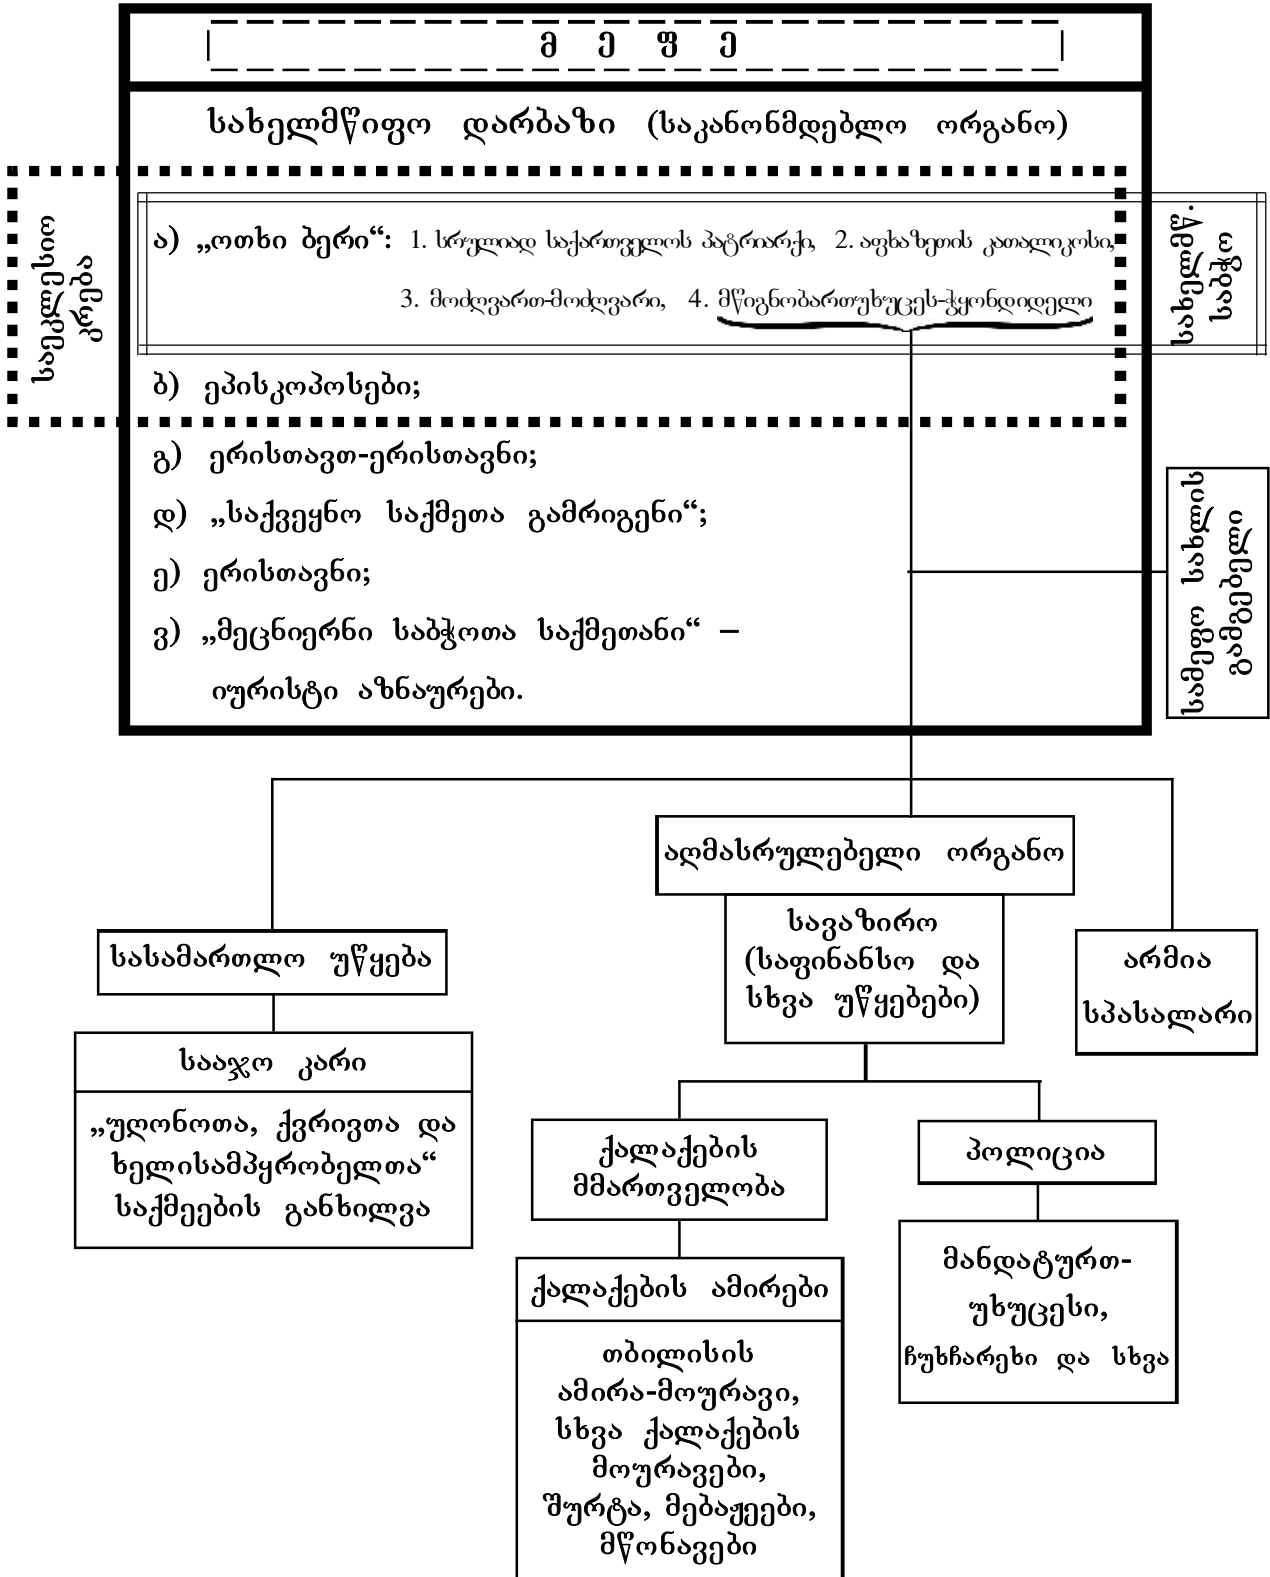 მ ე ფ ე
სახელმწიფო დარბაზი (საკანონმდებლო ორგანო)
საეკლესიო
კრება
ა) „ოთხი ბერი“: 1. სრულიად საქართველოს პატრიარქი, 2. აფხაზეთის კათალიკოსი,
3. მოძღვართ-მოძღვარი, 4. მწიგნობართუხუცეს-ჭყონდიდელი
სახელმწ.
საბჭო
ბ) ეპისკოპოსები;
გ) ერისთავთ-ერისთავნი;
დ) „საქვეყნო საქმეთა გამრიგენი“;
ე) ერისთავნი;
ვ) „მეცნიერნი საბჭოთა საქმეთანი“ –
იურისტი აზნაურები.
სამეფო სახლის
გამგებელი
აღმასრულებელი ორგანო
სავაზირო
(საფინანსო და
სხვა უწყებები)
სასამართლო უწყება
არმია
სპასალარი
სააჯო კარი
„უღონოთა, ქვრივთა და
ხელისამპყრობელთა“
საქმეების განხილვა
ქალაქების
მმართველობა
პოლიცია
ქალაქების ამირები
თბილისის
ამირა-მოურავი,
სხვა ქალაქების
მოურავები,
შურტა, მებაჟეები,
მწონავები
მანდატურთ-
უხუცესი,
ჩუხჩარეხი და სხვა